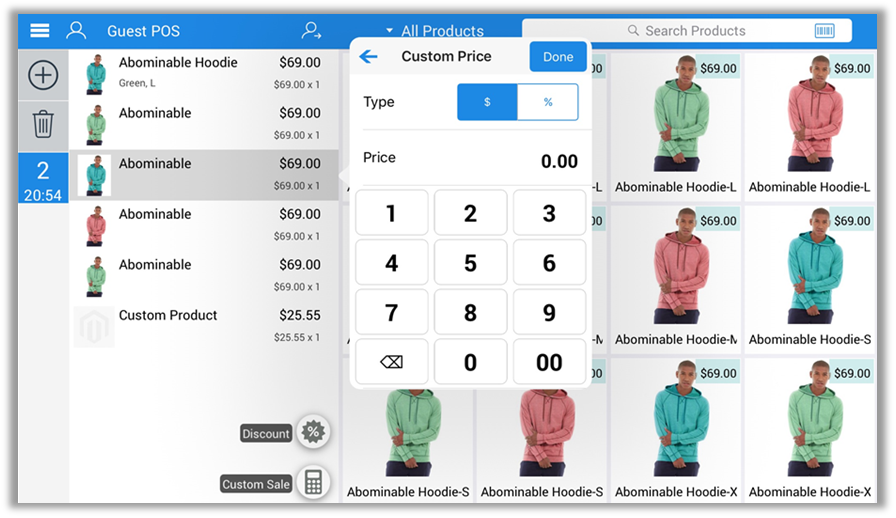 Guest POS
All Products
Search Products
2
20:54
Abominable Hoodie $69.00
Green, L $69.00 x 1
Abominable $69.00
$69.00 x 1
Abominable $69.00
$69.00 x 1
Abominable $69.00
$69.00 x 1
Abominable $69.00
$69.00 x 1
Custom Product $25.55
$25.55 x 1
Discount
Custom Sale
Custom Price
Done
Type
$ %
Price
0.00
1 2 3
4 5 6
7 8 9
0 00
00 $69.00 $69.00
-L Abominable Hoodie-L Abominable Hoodie-L
00 $69.00 $69.00
Abominable Hoodie-M Abominable Hoodie-S
00 $69.00 $69.00
Abominable Hoodie-S Abominable Hoodie-S Abominable Hoodie-X Abominable Hoodie-X